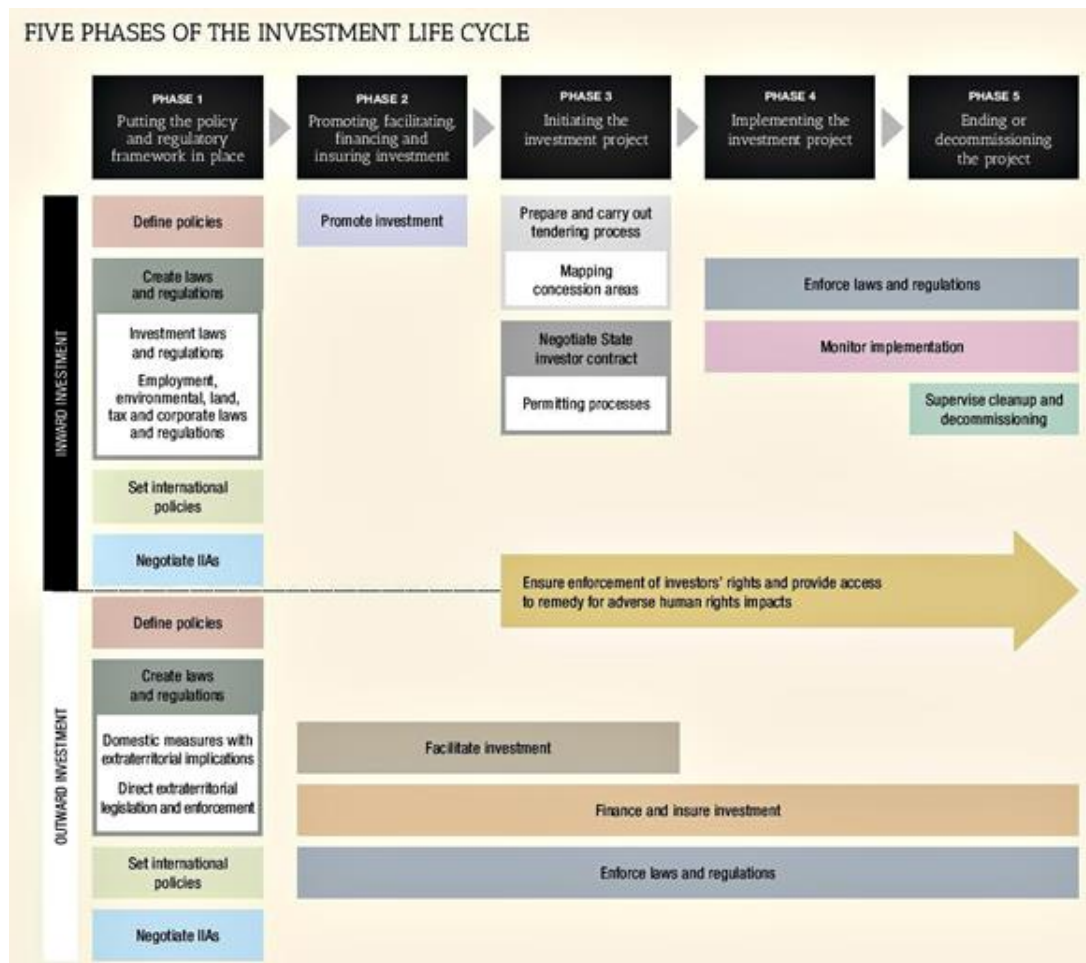 FIVE PHASES OF THE INVESTMENT LIFE CYCLE
PHASE 1
Putting the policy
and regulatory
framework in place
PHASE 2
Promoting, facilitating,
financing and
insuring investment
PHASE 3
Initiating the
investment project
PHASE 4
Implementing the
investment project
PHASE 5
Ending or
decommissioning
the project
INWARD INVESTMENT
Define policies
Create laws
and regulations
Investment laws
and regulations
Employment,
environmental, land,
tax and corporate laws
and regulations
Set international
policies
Negotiate IIAs
Promote investment
Prepare and carry out
tendering process
Mapping
concession areas
Negotiate State
investor contract
Permitting processes
Enforce laws and regulations
Monitor implementation
Supervise cleanup and
decommissioning
Ensure enforcement of investors' rights and provide access
to remedy for adverse human rights impacts
OUTWARD INVESTMENT
Define policies
Create laws
and regulations
Domestic measures with
extraterritorial implications
Direct extraterritorial
legislation and enforcement
Set international
policies
Negotiate IIAs
Facilitate investment
Finance and insure investment
Enforce laws and regulations